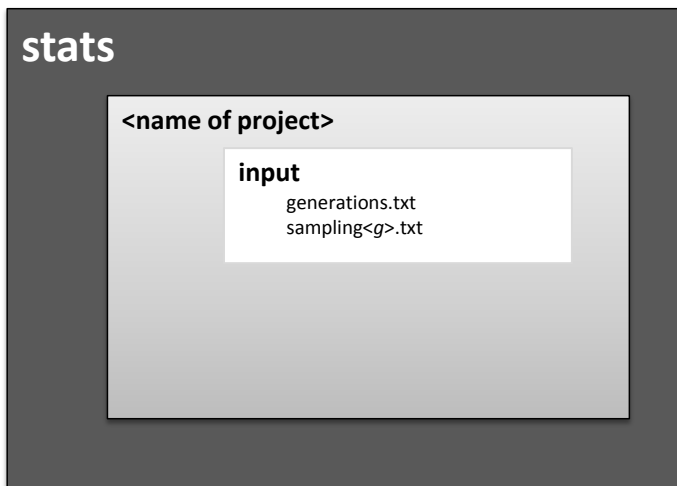 stats
<name of project>
input
generations.txt
sampling<g>.txt